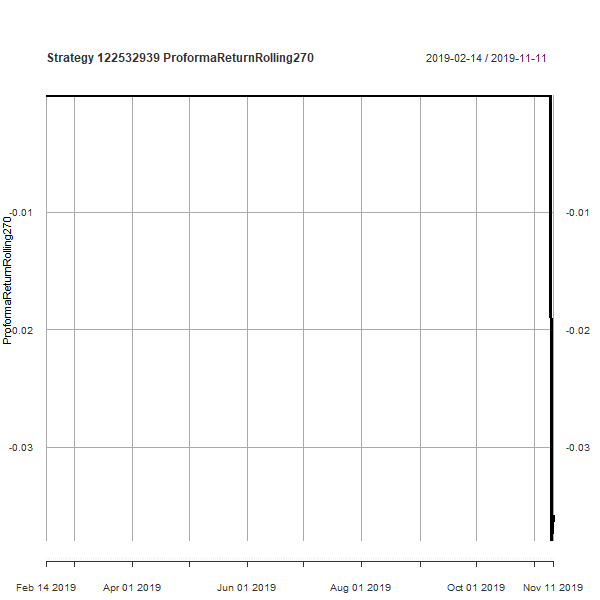 Strategy 122532939 ProformaReturnRolling270
2019-02-14 / 2019-11-11
ProformaReturnRolling270
-0.01
-0.01
-0.02
-0.02
-0.03
-0.03
Feb 14 2019
Apr 01 2019
Jun 01 2019
Aug 01 2019
Oct 01 2019
Nov 11 2019